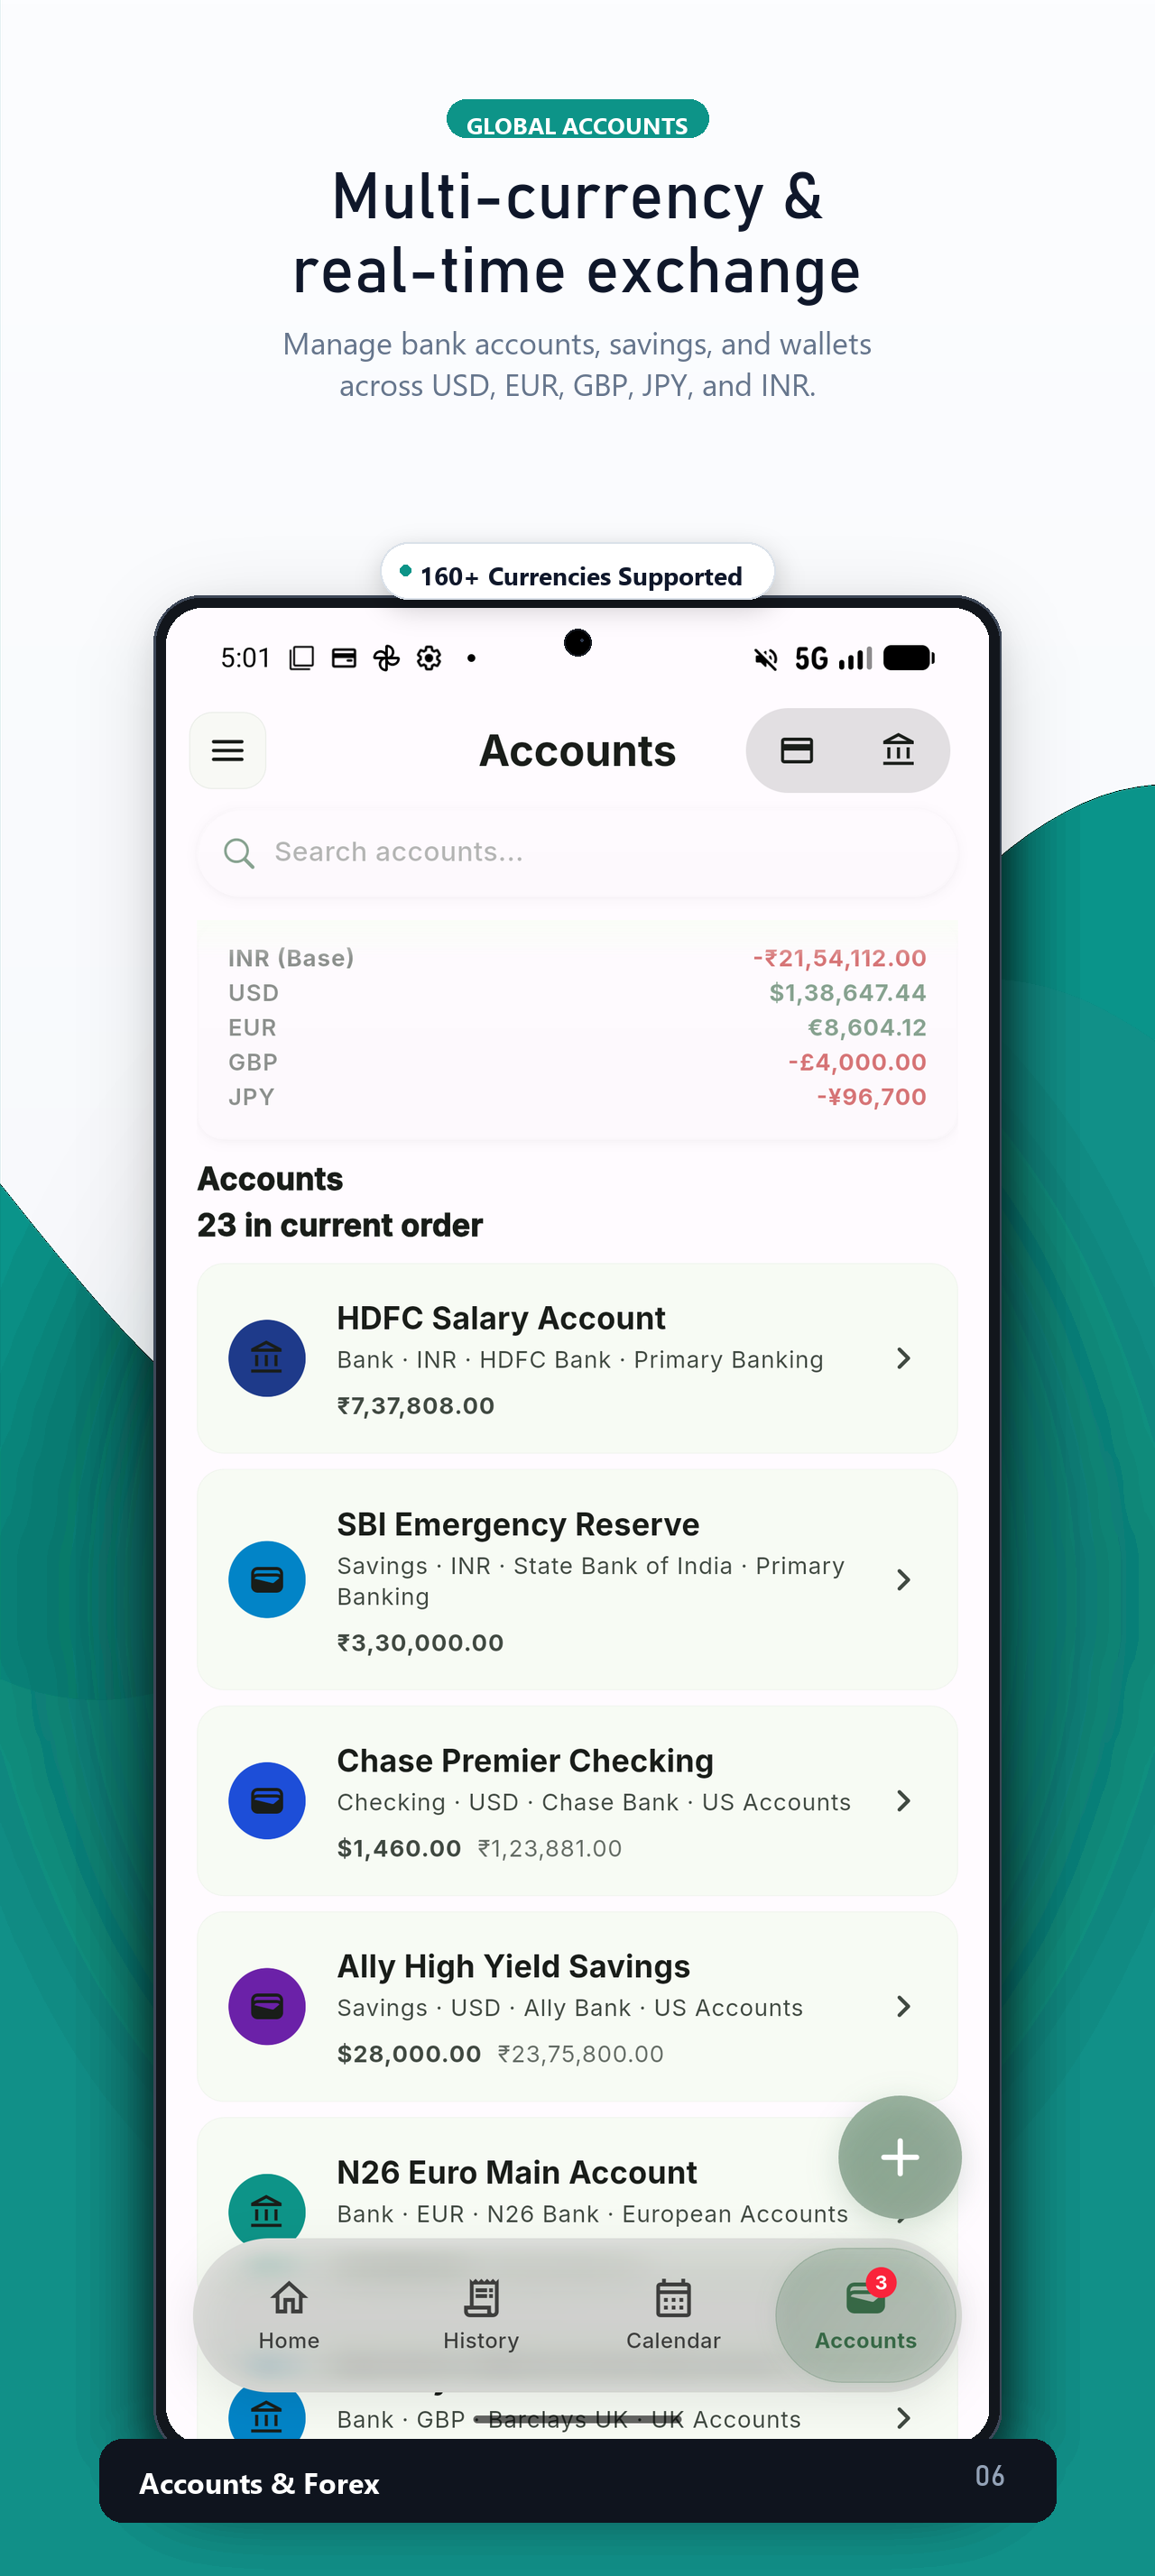 GLOBAL ACCOUNTS
Multi-currency &
real-time exchange
Manage bank accounts, savings, and wallets
across USD, EUR, GBP, JPY, and INR.
160+ Currencies Supported
5:01
5G
Accounts
Search accounts...
INR (Base) -₹21,54,112.00
USD $1,38,647.44
EUR €8,604.12
GBP -£4,000.00
JPY -¥96,700
Accounts
23 in current order
HDFC Salary Account
Bank · INR · HDFC Bank · Primary Banking
₹7,37,808.00
SBI Emergency Reserve
Savings · INR · State Bank of India · Primary
Banking
₹3,30,000.00
Chase Premier Checking
Checking · USD · Chase Bank · US Accounts
$1,460.00 ₹1,23,881.00
Ally High Yield Savings
Savings · USD · Ally Bank · US Accounts
$28,000.00 ₹23,75,800.00
N26 Euro Main Account
Bank · EUR · N26 Bank · European Accounts
3
Home History Calendar Accounts
Bank · GBP · Barclays UK · UK Accounts
Accounts & Forex 06